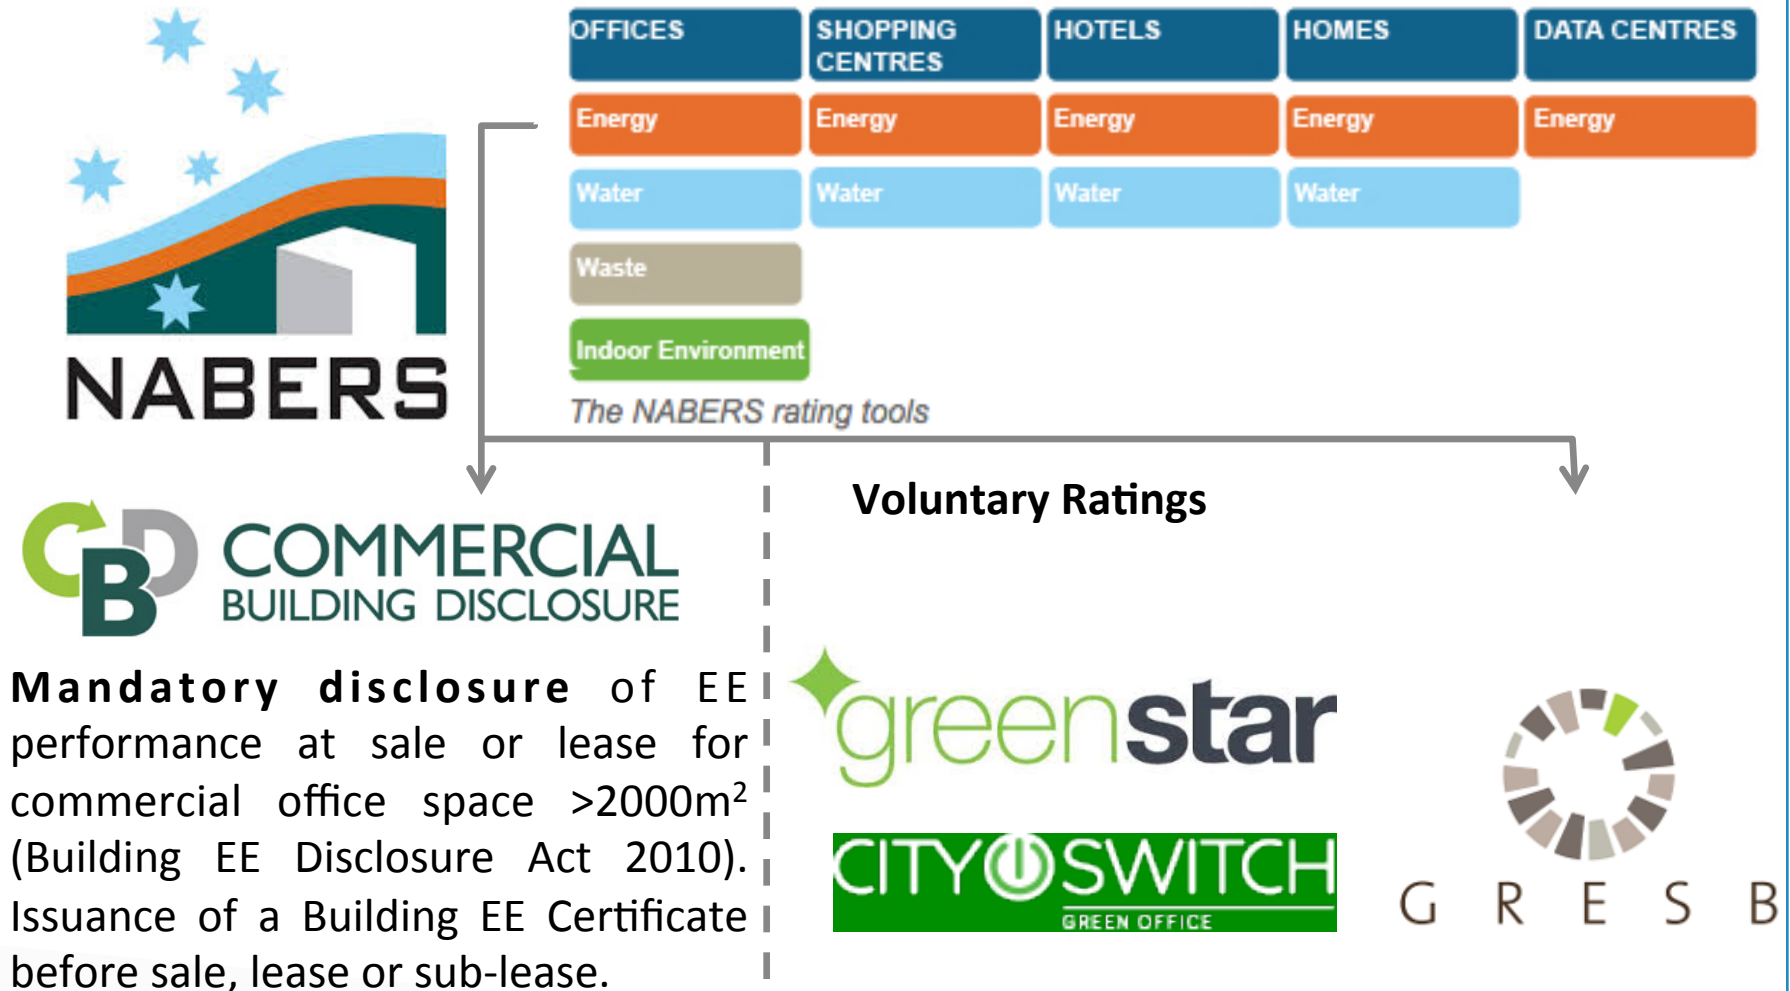 OFFICES
SHOPPING
CENTRES
HOTELS
HOMES
DATA CENTRES
Energy
Energy
Energy
Energy
Energy
Water
Water
Water
Water
Waste
Indoor Environment
The NABERS rating tools
NABERS
CBD COMMERCIAL
BUILDING DISCLOSURE
Mandatory disclosure of EE
performance at sale or lease for
commercial office space >2000m²
(Building EE Disclosure Act 2010).
Issuance of a Building EE Certificate
before sale, lease or sub-lease.
Voluntary Ratings
greenstar
CITY SWITCH
GREEN OFFICE
GRESB